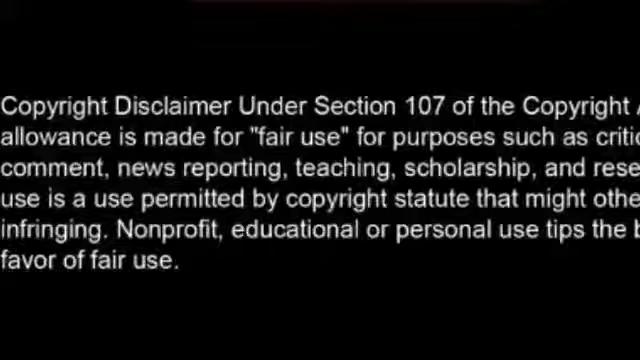 Copyright Disclaimer Under Section 107 of the Copyright
allowance is made for "fair use" for purposes such as
comment, news reporting, teaching, scholarship, and
use is a use permitted by copyright statute that might
infringing. Nonprofit, educational or personal use tips the
favor of fair use.